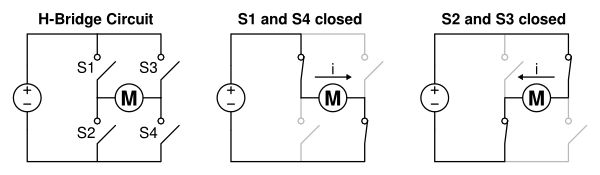 H-Bridge Circuit
S1 and S4 closed
S2 and S3 closed
S1
S3
M
S2
S4
+
−
i
M
+
−
i
M
+
−